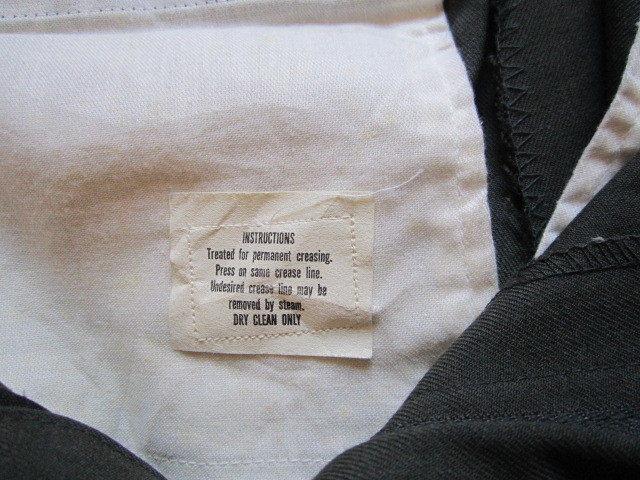 INSTRUCTIONS
Treated for permanent creasing.
Press on same crease line.
Undesired crease line may be
removed by steam.
DRY CLEAN ONLY